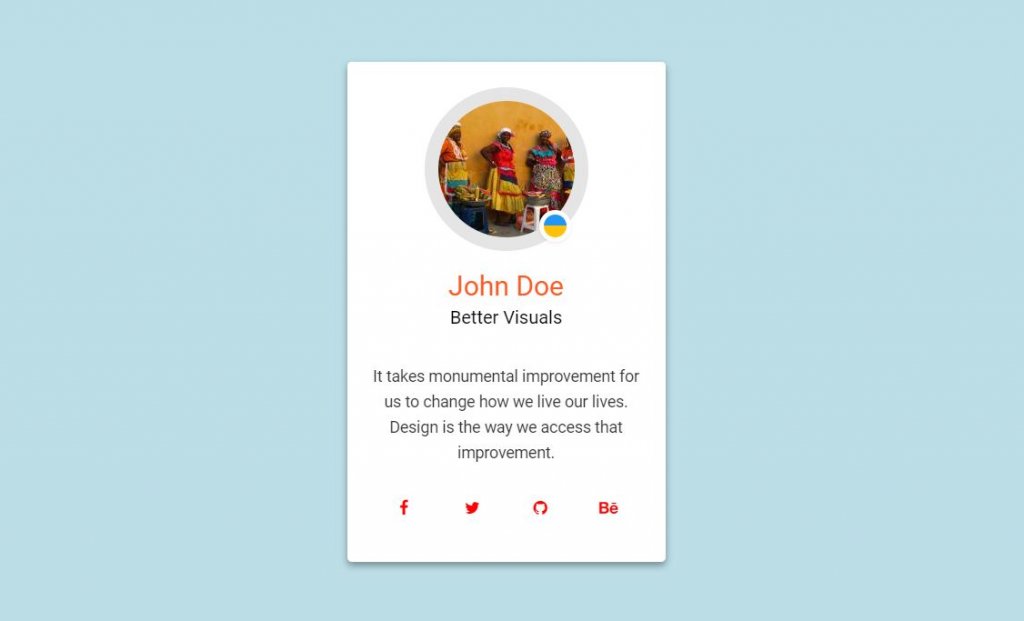 John Doe
Better Visuals
It takes monumental improvement for
us to change how we live our lives.
Design is the way we access that
improvement.
Bē